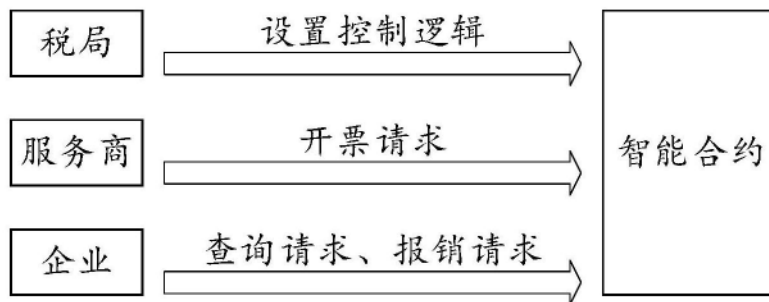 税局
设置控制逻辑
服务商
开票请求
智能合约
企业
查询请求、报销请求